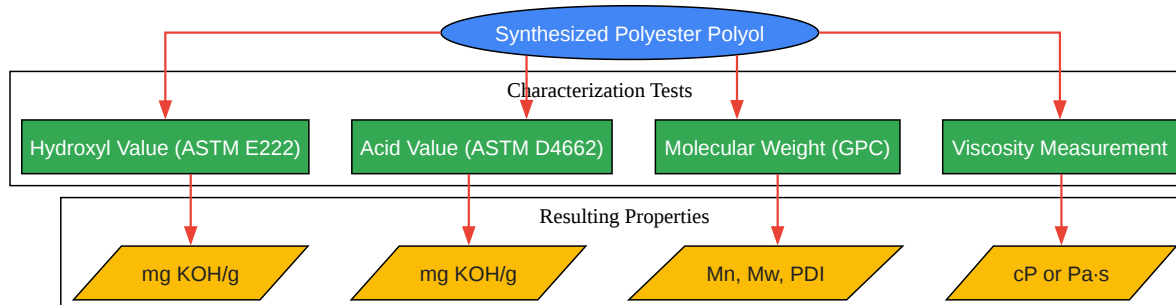 Synthesized Polyester Polyol
Characterization Tests
Hydroxyl Value (ASTM E222)
Acid Value (ASTM D4662)
Molecular Weight (GPC)
Viscosity Measurement
Resulting Properties
mg KOH/g
mg KOH/g
Mn, Mw, PDI
cP or Pa·s